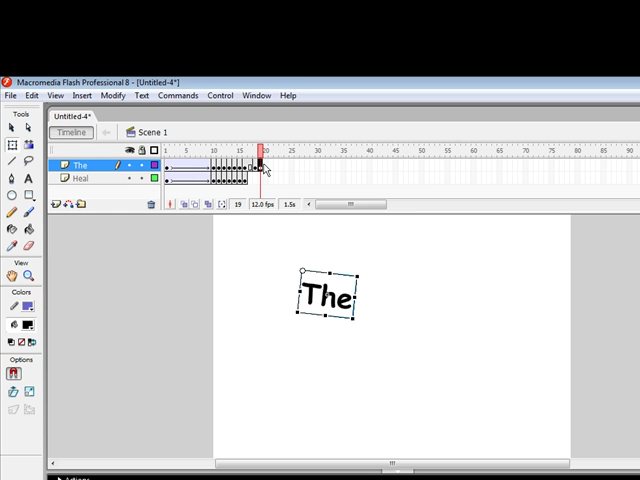 Macromedia Flash Professional 8 - [Untitled-4*]
File Edit View Insert Modify Text Commands Control Window Help
Tools
Untitled-4*
Timeline
Scene 1
1 5 10 15 20 25 30 35 40 45 50 55 60 65 70 75 80 85 90
The
Heal
19 12.0 fps 1.5s
View
Colors
Options
The
Actions